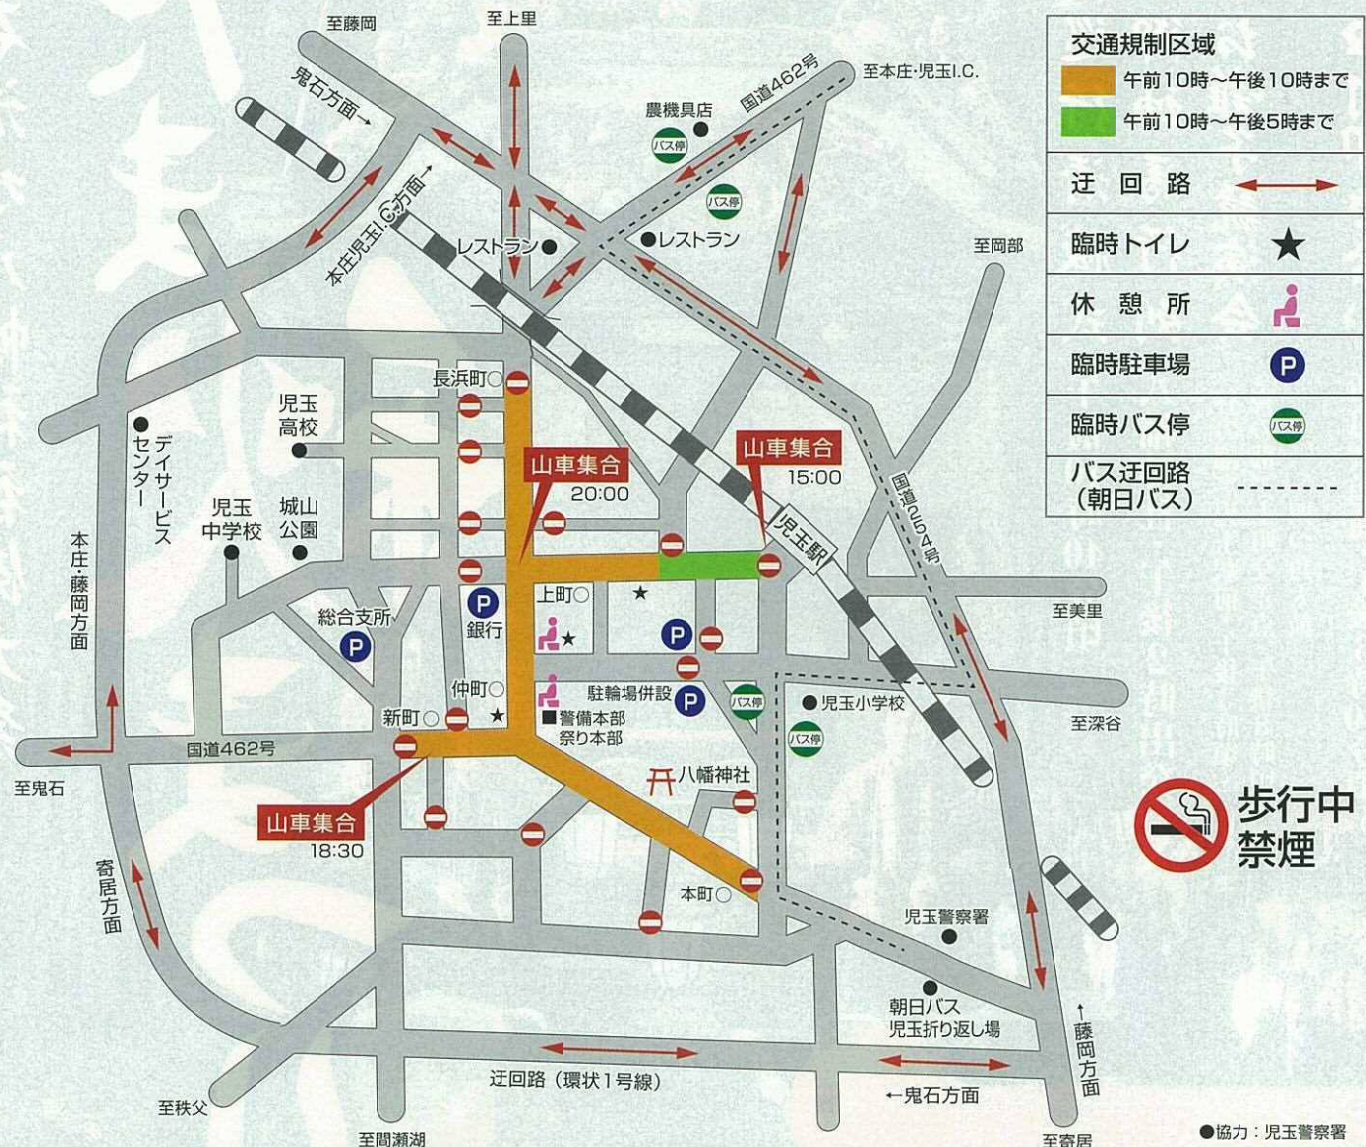 至藤岡
至上里
鬼石方面→
国道462号
至本庄・児玉I.C.
農機具店
バス停
バス停
本庄児玉I.C.方面→
レストラン
レストラン
至岡部
交通規制区域
午前10時～午後10時まで
午前10時～午後5時まで
迂回路
臨時トイレ
休憩所
臨時駐車場
P
臨時バス停
バス停
バス迂回路
(朝日バス)
長浜町
児玉
高校
デイサービス
センター
児玉
中学校
城山
公園
山車集合
20:00
山車集合
15:00
児玉駅
国道254号
本庄・藤岡方面
総合支所
P
P
銀行
上町
P
至美里
仲町
駐輪場併設
P
バス停
児玉小学校
バス停
至深谷
新町
警備本部
祭り本部
国道462号
至鬼石
八幡神社
山車集合
18:30
歩行中
禁煙
寄居方面
本町
児玉警察署
朝日バス
児玉折り返し場
←藤岡方面
迂回路(環状1号線)
←鬼石方面
至秩父
至間瀬湖
至寄居
●協力：児玉警察署